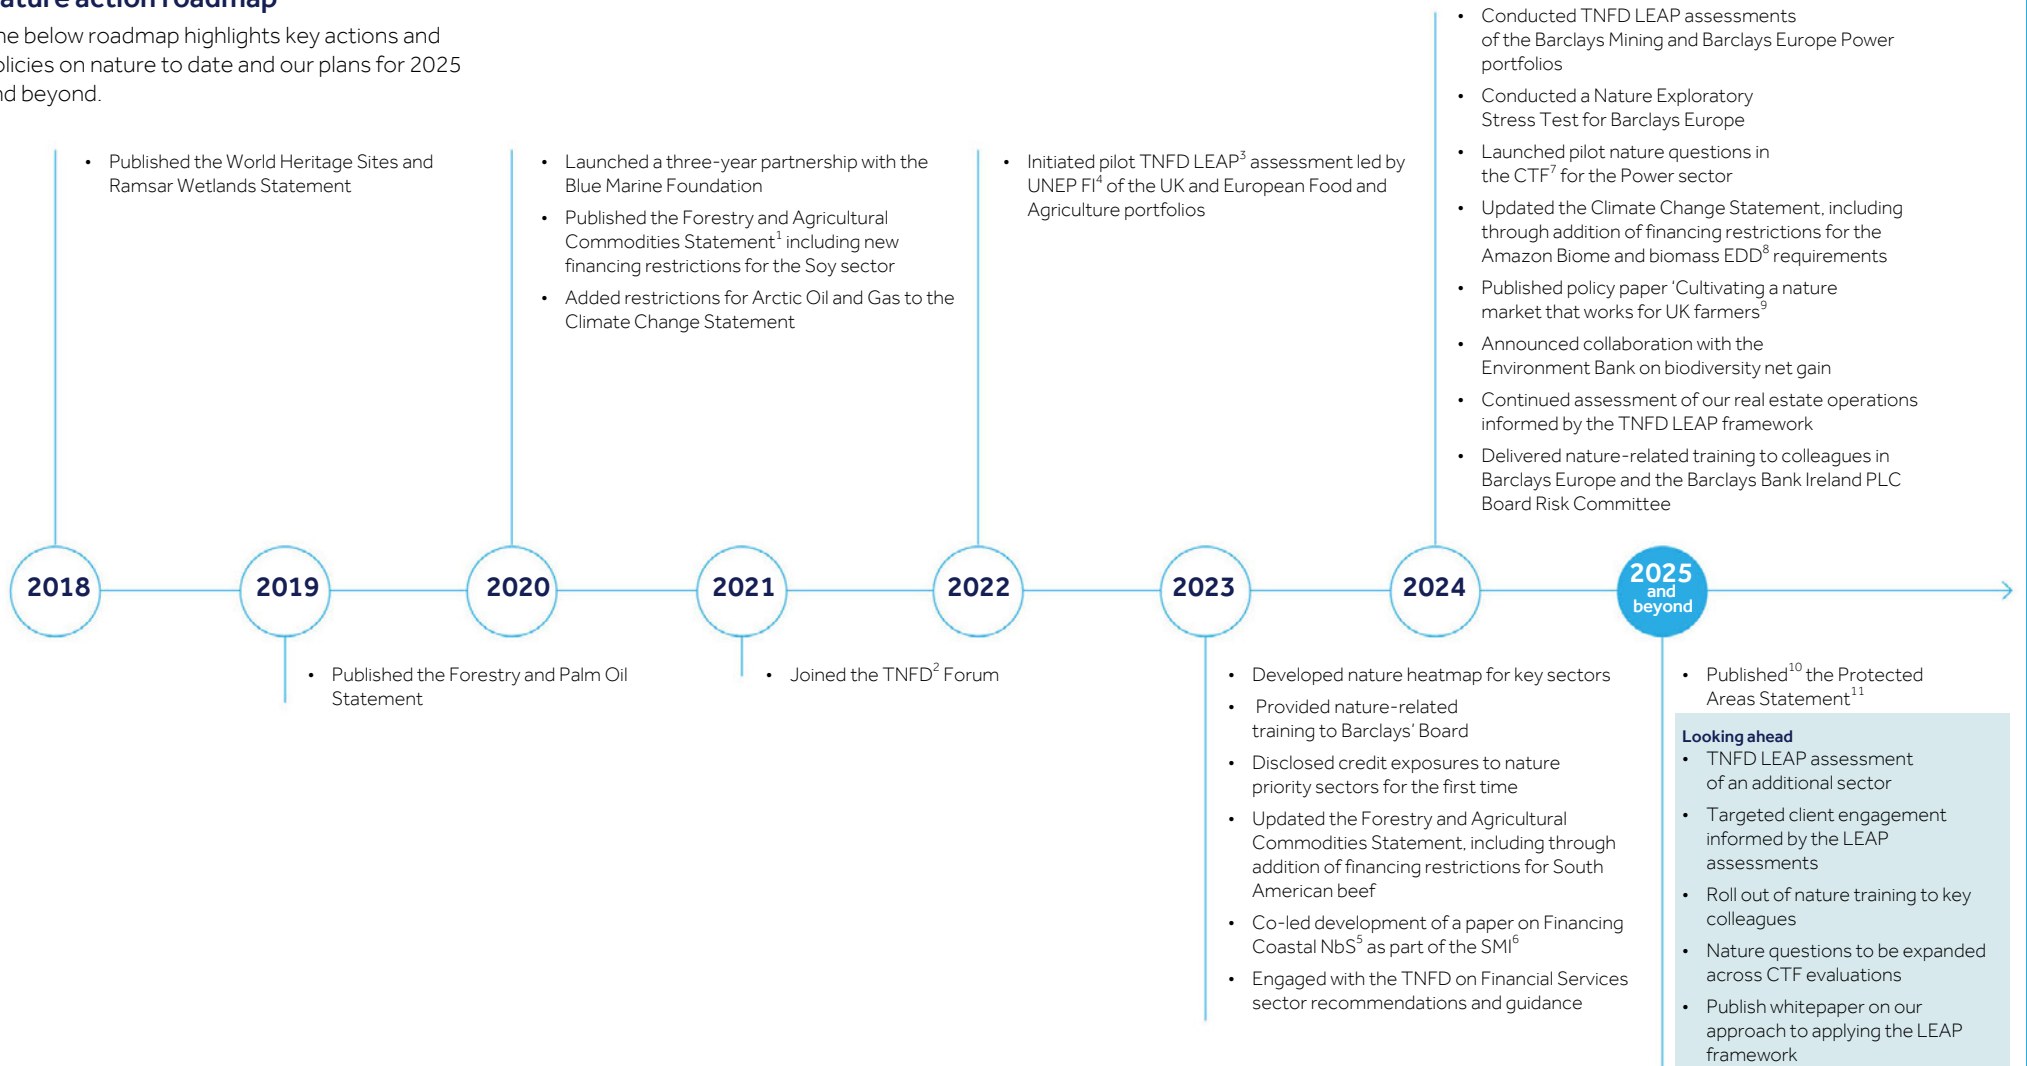 ature action roadmap
he below roadmap highlights key actions and
olicies on nature to date and our plans for 2025
nd beyond.
• Published the World Heritage Sites and
Ramsar Wetlands Statement
• Launched a three-year partnership with the
Blue Marine Foundation
• Published the Forestry and Agricultural
Commodities Statement1 including new
financing restrictions for the Soy sector
• Added restrictions for Arctic Oil and Gas to the
Climate Change Statement
• Initiated pilot TNFD LEAP3 assessment led by
UNEP FI4 of the UK and European Food and
Agriculture portfolios
• Conducted TNFD LEAP assessments
of the Barclays Mining and Barclays Europe Power
portfolios
• Conducted a Nature Exploratory
Stress Test for Barclays Europe
• Launched pilot nature questions in
the CTF7 for the Power sector
• Updated the Climate Change Statement, including
through addition of financing restrictions for the
Amazon Biome and biomass EDD8 requirements
• Published policy paper ‘Cultivating a nature
market that works for UK farmers9
• Announced collaboration with the
Environment Bank on biodiversity net gain
• Continued assessment of our real estate operations
informed by the TNFD LEAP framework
• Delivered nature-related training to colleagues in
Barclays Europe and the Barclays Bank Ireland PLC
Board Risk Committee
2018
2019
2020
2021
2022
2023
2024
2025
and
beyond
• Published the Forestry and Palm Oil
Statement
• Joined the TNFD2 Forum
• Developed nature heatmap for key sectors
• Provided nature-related
training to Barclays’ Board
• Disclosed credit exposures to nature
priority sectors for the first time
• Updated the Forestry and Agricultural
Commodities Statement, including through
addition of financing restrictions for South
American beef
• Co-led development of a paper on Financing
Coastal NbS5 as part of the SMI6
• Engaged with the TNFD on Financial Services
sector recommendations and guidance
• Published10 the Protected
Areas Statement11
Looking ahead
• TNFD LEAP assessment
of an additional sector
• Targeted client engagement
informed by the LEAP
assessments
• Roll out of nature training to key
colleagues
• Nature questions to be expanded
across CTF evaluations
• Publish whitepaper on our
approach to applying the LEAP
framework